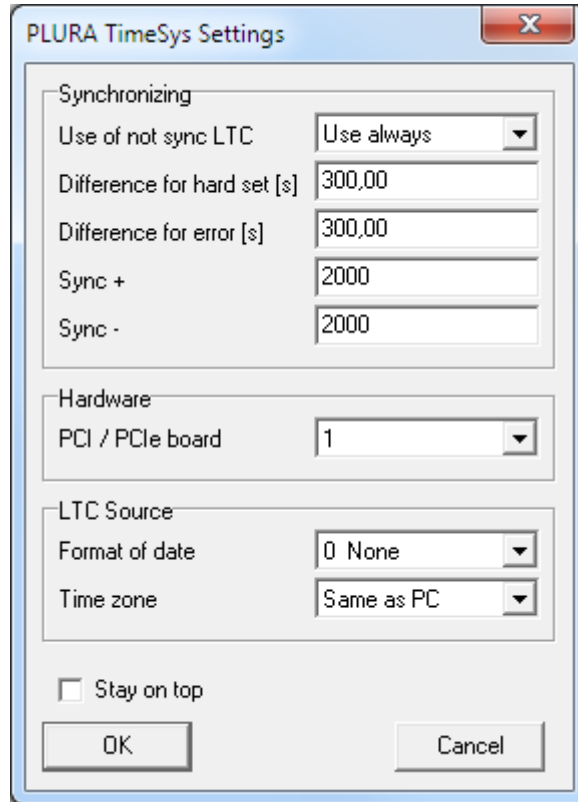 PLURA TimeSys Settings
Synchronizing
Use of not sync LTC Use always
Difference for hard set [s] 300,00
Difference for error [s] 300,00
Sync + 2000
Sync - 2000
Hardware
PCI / PCIe board 1
LTC Source
Format of date 0 None
Time zone Same as PC
Stay on top
OK Cancel